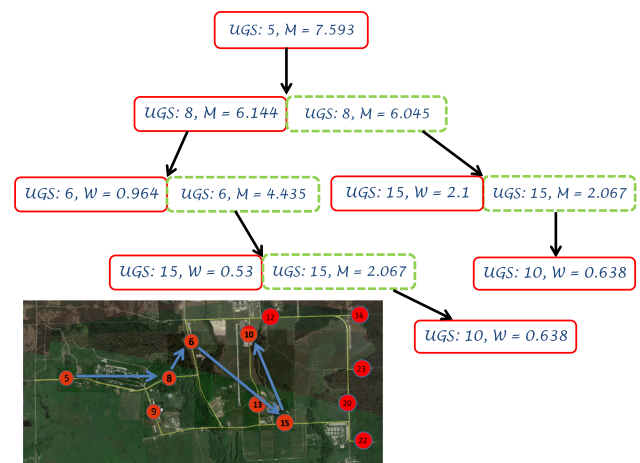 UGS: 5, M = 7.593
UGS: 8, M = 6.144
UGS: 8, M = 6.045
UGS: 6, W = 0.964
UGS: 6, M = 4.435
UGS: 15, W = 2.1
UGS: 15, M = 2.067
UGS: 15, W = 0.53
UGS: 15, M = 2.067
UGS: 10, W = 0.638
UGS: 10, W = 0.638
12
16
6
10
23
5
8
9
13
20
15
22